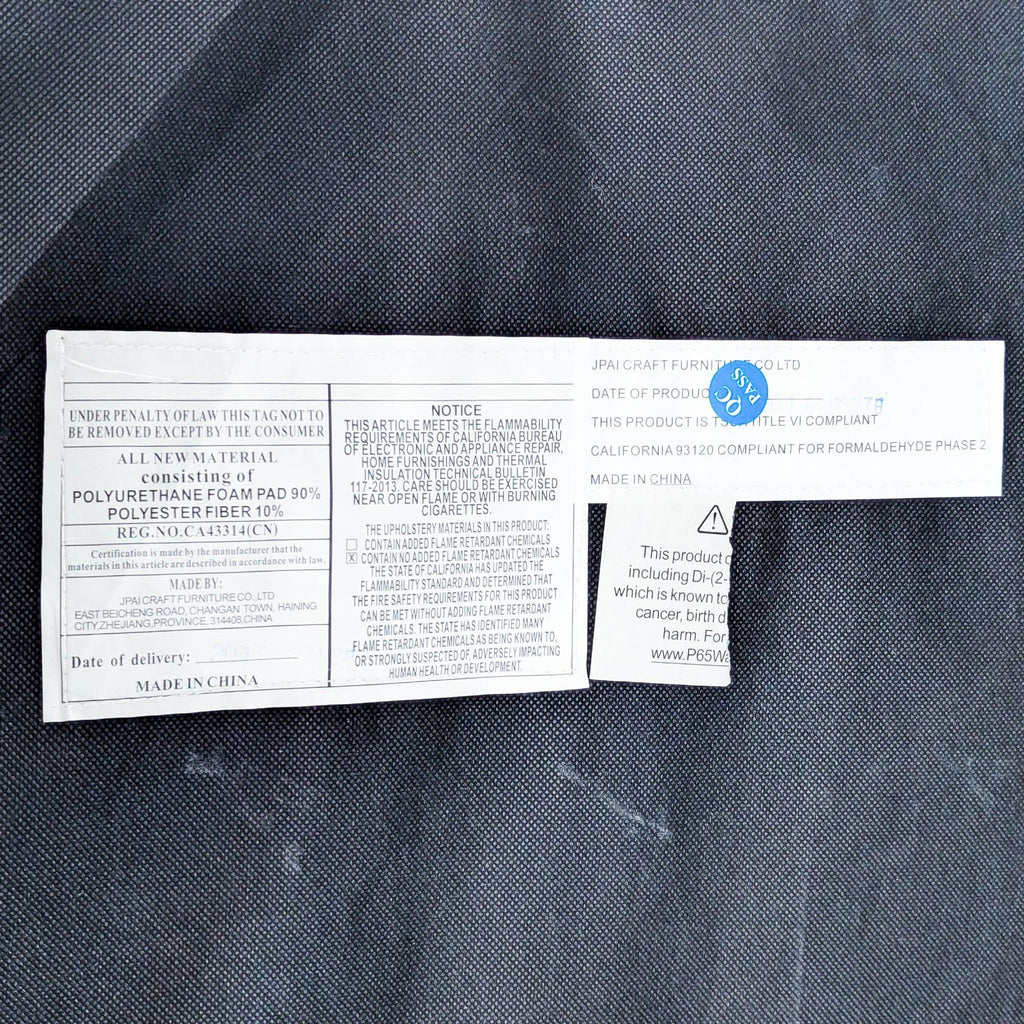 UNDER PENALTY OF LAW THIS TAG NOT TO
BE REMOVED EXCEPT BY THE CONSUMER
ALL NEW MATERIAL
consisting of
POLYURETHANE FOAM PAD 90%
POLYESTER FIBER 10%
REG.NO.CA43314(CN)
Certification is made by the manufacturer that the
materials in this article are described in accordance with law.
MADE BY:
JPAI CRAFT FURNITURE CO.,LTD
EAST BEICHENG ROAD, CHANGAN TOWN, HAINING
CITY,ZHEJIANG,PROVINCE, 314408,CHINA
Date of delivery:
MADE IN CHINA
NOTICE
THIS ARTICLE MEETS THE FLAMMABILITY
REQUIREMENTS OF CALIFORNIA BUREAU
OF ELECTRONIC AND APPLIANCE REPAIR,
HOME FURNISHINGS AND THERMAL
INSULATION TECHNICAL BULLETIN
117-2013. CARE SHOULD BE EXERCISED
NEAR OPEN FLAME OR WITH BURNING
CIGARETTES.
THE UPHOLSTERY MATERIALS IN THIS PRODUCT:
CONTAIN ADDED FLAME RETARDANT CHEMICALS
X CONTAIN NO ADDED FLAME RETARDANT CHEMICALS
THE STATE OF CALIFORNIA HAS UPDATED THE
FLAMMABILITY STANDARD AND DETERMINED THAT
THE FIRE SAFETY REQUIREMENTS FOR THIS PRODUCT
CAN BE MET WITHOUT ADDING FLAME RETARDANT
CHEMICALS. THE STATE HAS IDENTIFIED MANY
FLAME RETARDANT CHEMICALS AS BEING KNOWN TO,
OR STRONGLY SUSPECTED OF, ADVERSELY IMPACTING
HUMAN HEALTH OR DEVELOPMENT.
JPAI CRAFT FURNITURE CO LTD
DATE OF PRODUC
QC
PASS
THIS PRODUCT IS TSCA TITLE VI COMPLIANT
CALIFORNIA 93120 COMPLIANT FOR FORMALDEHYDE PHASE 2
MADE IN CHINA
This product c
including Di-(2-
which is known to
cancer, birth d
harm. For
www.P65Wa